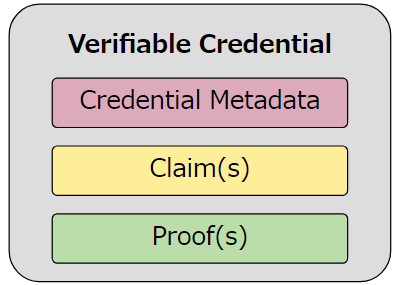 Verifiable Credential
Credential Metadata
Claim(s)
Proof(s)